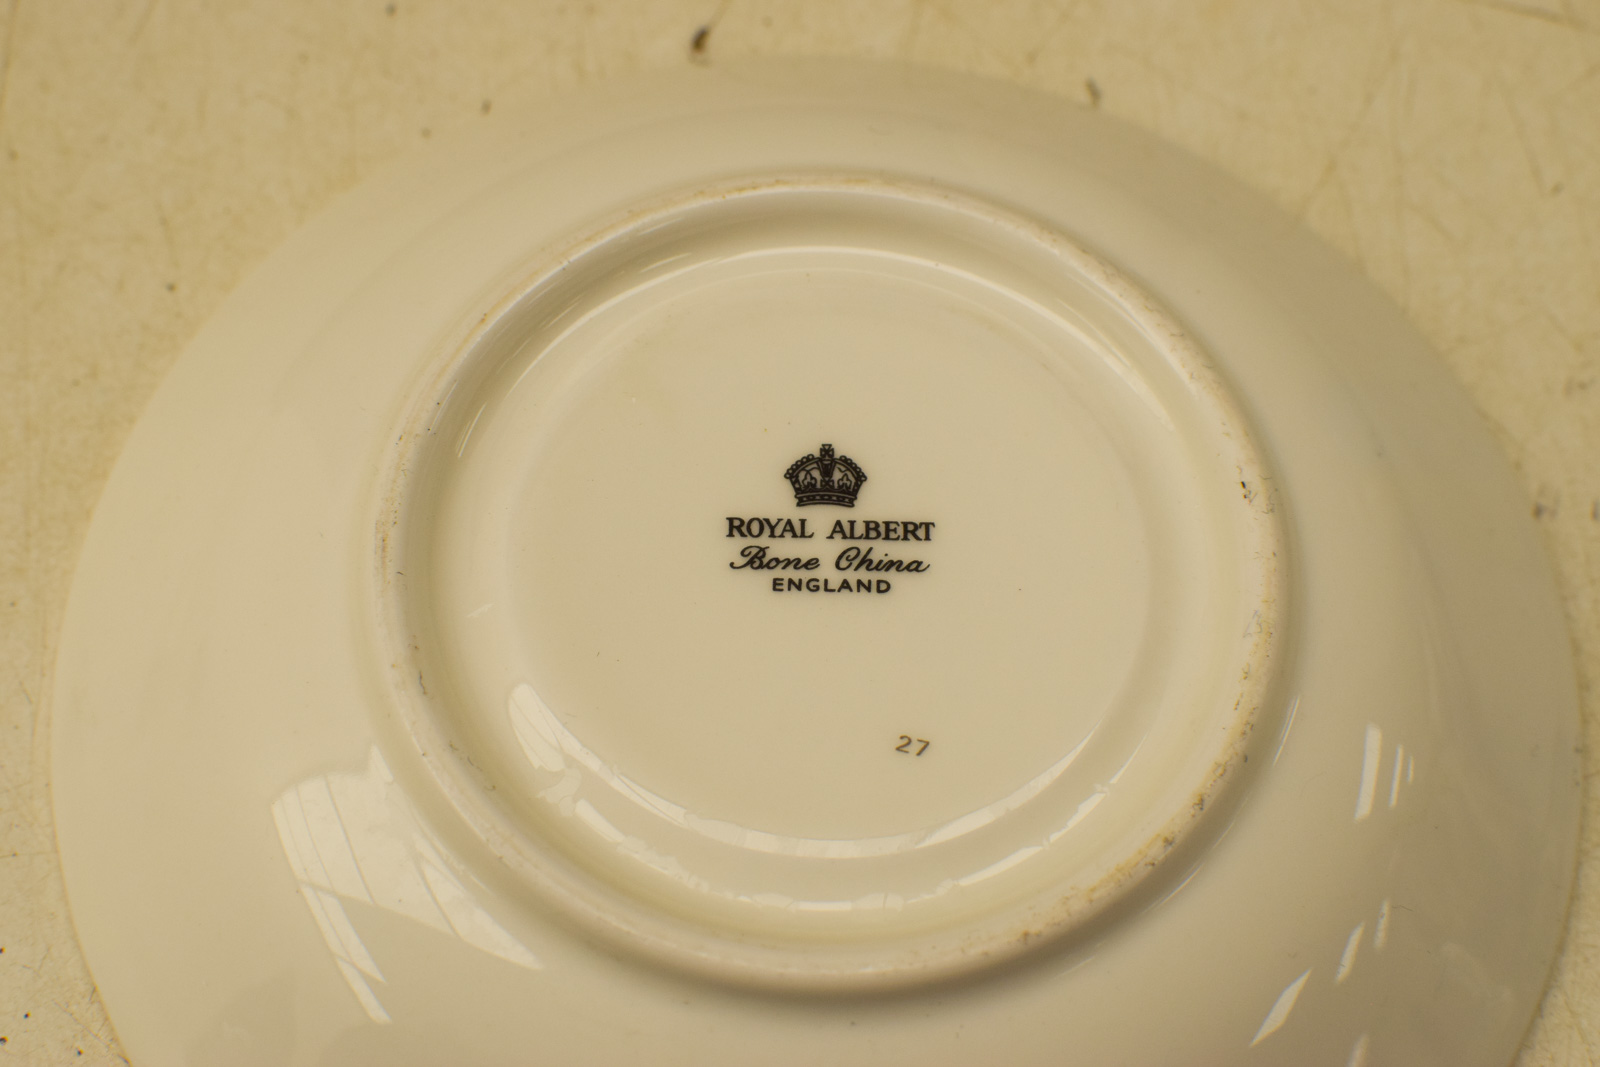 ROYAL ALBERT
Bone China
ENGLAND
27